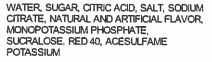 WATER, SUGAR, CITRIC ACID, SALT, SODIUM
CITRATE, NATURAL AND ARTIFICIAL FLAVOR,
MONOPOTASSIUM PHOSPHATE,
SUCRALOSE, RED 40, ACESULFAME
POTASSIUM